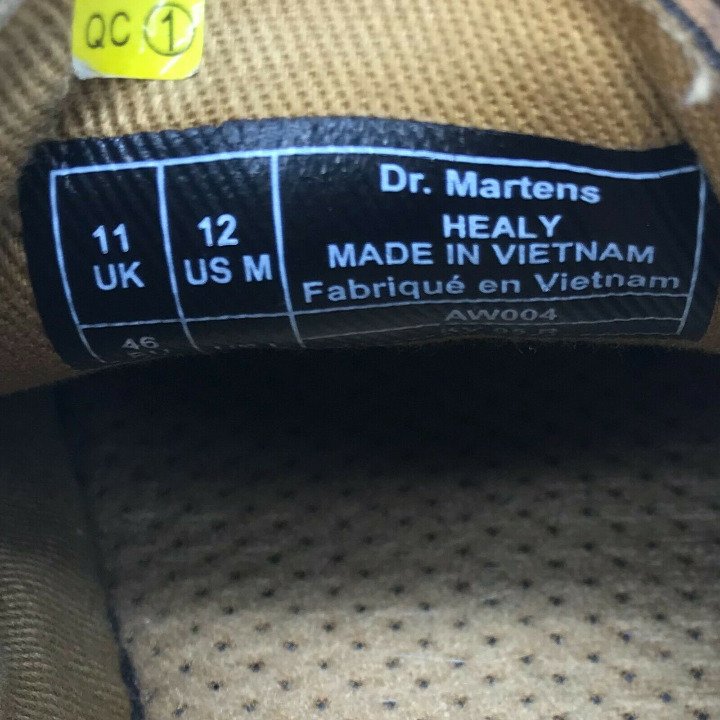 QC ①
11
UK
12
US M
Dr. Martens
HEALY
MADE IN VIETNAM
Fabriqué en Vietnam
AW004
46